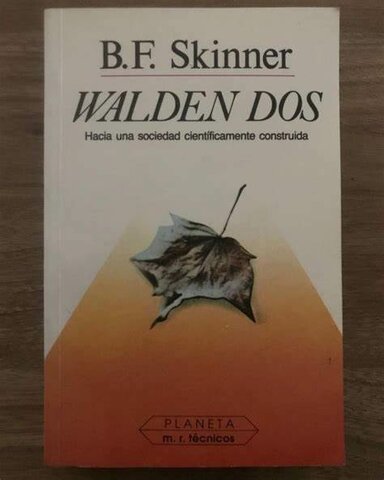 B.F. Skinner
WALDEN DOS
Hacia una sociedad científicamente construida
PLANETA
m. r. técnicos